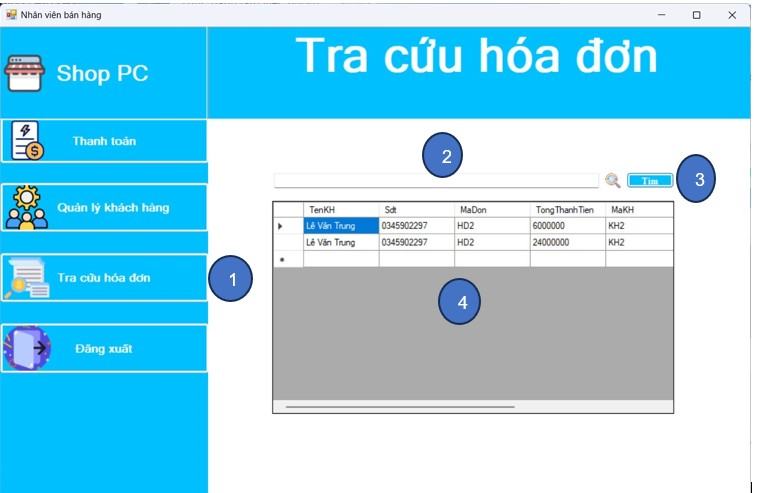 Nhân viên bán hàng
Shop PC
Tra cứu hóa đơn
Thanh toán
Quản lý khách hàng
Tra cứu hóa đơn
Đăng xuất
1
2
Tìm
3
TenKH Sdt MaDon TongThanhTien MaKH
Lê Văn Trung 0345902297 HD2 6000000 KH2
Lê Văn Trung 0345902297 HD2 24000000 KH2
4